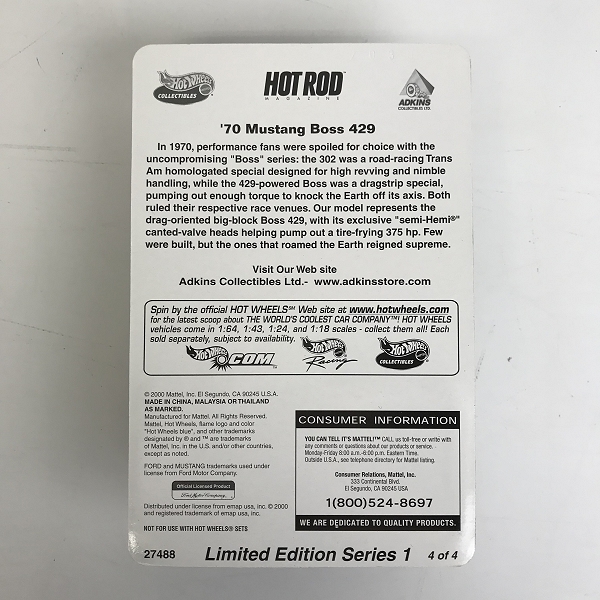 Hot Wheels
COLLECTIBLES
HOT ROD
MAGAZINE
ADKINS
COLLECTIBLES LTD.
'70 Mustang Boss 429
In 1970, performance fans were spoiled for choice with the
uncompromising "Boss" series: the 302 was a road-racing Trans
Am homologated special designed for high revving and nimble
handling, while the 429-powered Boss was a dragstrip special,
pumping out enough torque to knock the Earth off its axis. Both
ruled their respective race venues. Our model represents the
drag-oriented big-block Boss 429, with its exclusive "semi-Hemi®"
canted-valve heads helping pump out a tire-frying 375 hp. Few
were built, but the ones that roamed the Earth reigned supreme.
Visit Our Web site
Adkins Collectibles Ltd.- www.adkinsstore.com
Spin by the official HOT WHEELS℠ Web site at www.hotwheels.com
for the latest scoop about THE WORLD'S COOLEST CAR COMPANY™! HOT WHEELS
vehicles come in 1:64, 1:43, 1:24, and 1:18 scales - collect them all! Each
sold separately, subject to availability.
Hot Wheels .COM
Hot Wheels Racing
Hot Wheels COLLECTIBLES
© 2000 Mattel, Inc. El Segundo, CA 90245 U.S.A.
MADE IN CHINA, MALAYSIA OR THAILAND
AS MARKED.
Manufactured for Mattel. All Rights Reserved.
Mattel, Hot Wheels, flame logo and color
"Hot Wheels blue", and other trademarks
designated by ® and ™ are trademarks
of Mattel, Inc. in the U.S. and/or other countries,
except as noted.
FORD and MUSTANG trademarks used under
license from Ford Motor Company.
Official Licensed Product
Ford Motor Company
Distributed under license from emap usa, inc. © 2000
and registered trademark of emap usa, inc.
NOT FOR USE WITH HOT WHEELS® SETS
CONSUMER INFORMATION
YOU CAN TELL IT'S MATTEL!™ CALL us toll-free or write with
any comments or questions about our products or service.
Monday-Friday 8:00 a.m.-6:00 p.m. Eastern Time.
Outside U.S.A., see telephone directory for Mattel listing.
Consumer Relations, Mattel, Inc.
333 Continental Blvd.
El Segundo, CA 90245
1(800)524-8697
WE ARE DEDICATED TO QUALITY PRODUCTS.
27488 Limited Edition Series 1 4 of 4